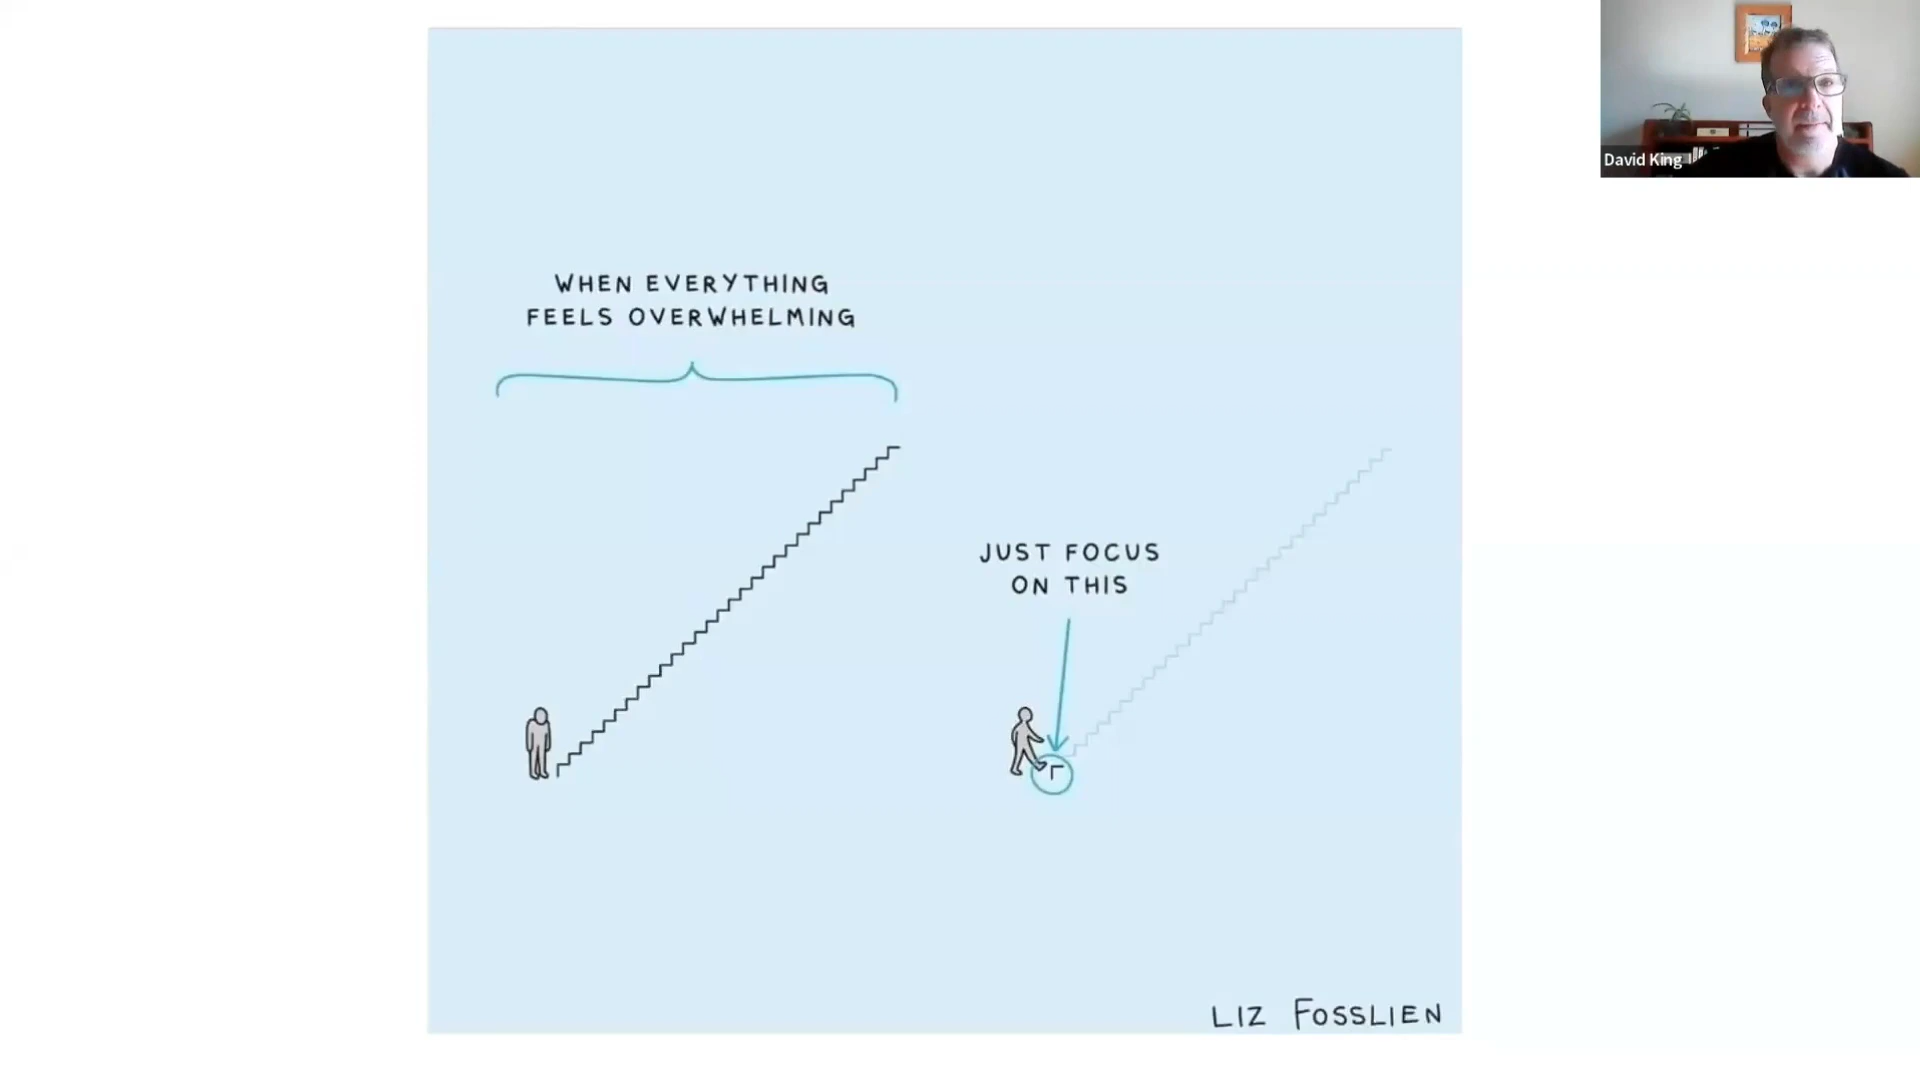 WHEN EVERYTHING
FEELS OVERWHELMING
JUST FOCUS
ON THIS
LIZ FOSSLIEN
David King